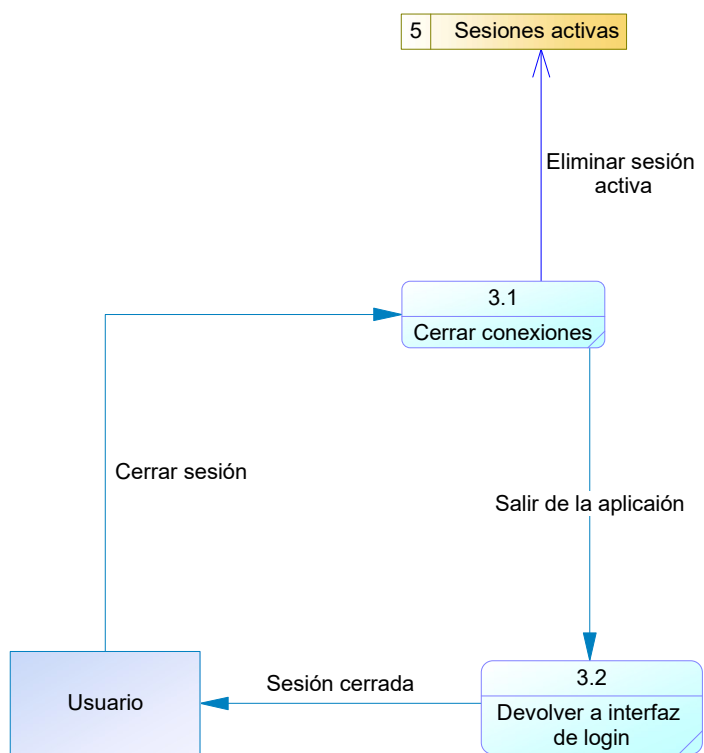 5 Sesiones activas
Eliminar sesión
activa
3.1
Cerrar conexiones
Cerrar sesión
Salir de la aplicaión
3.2
Devolver a interfaz
de login
Sesión cerrada
Usuario